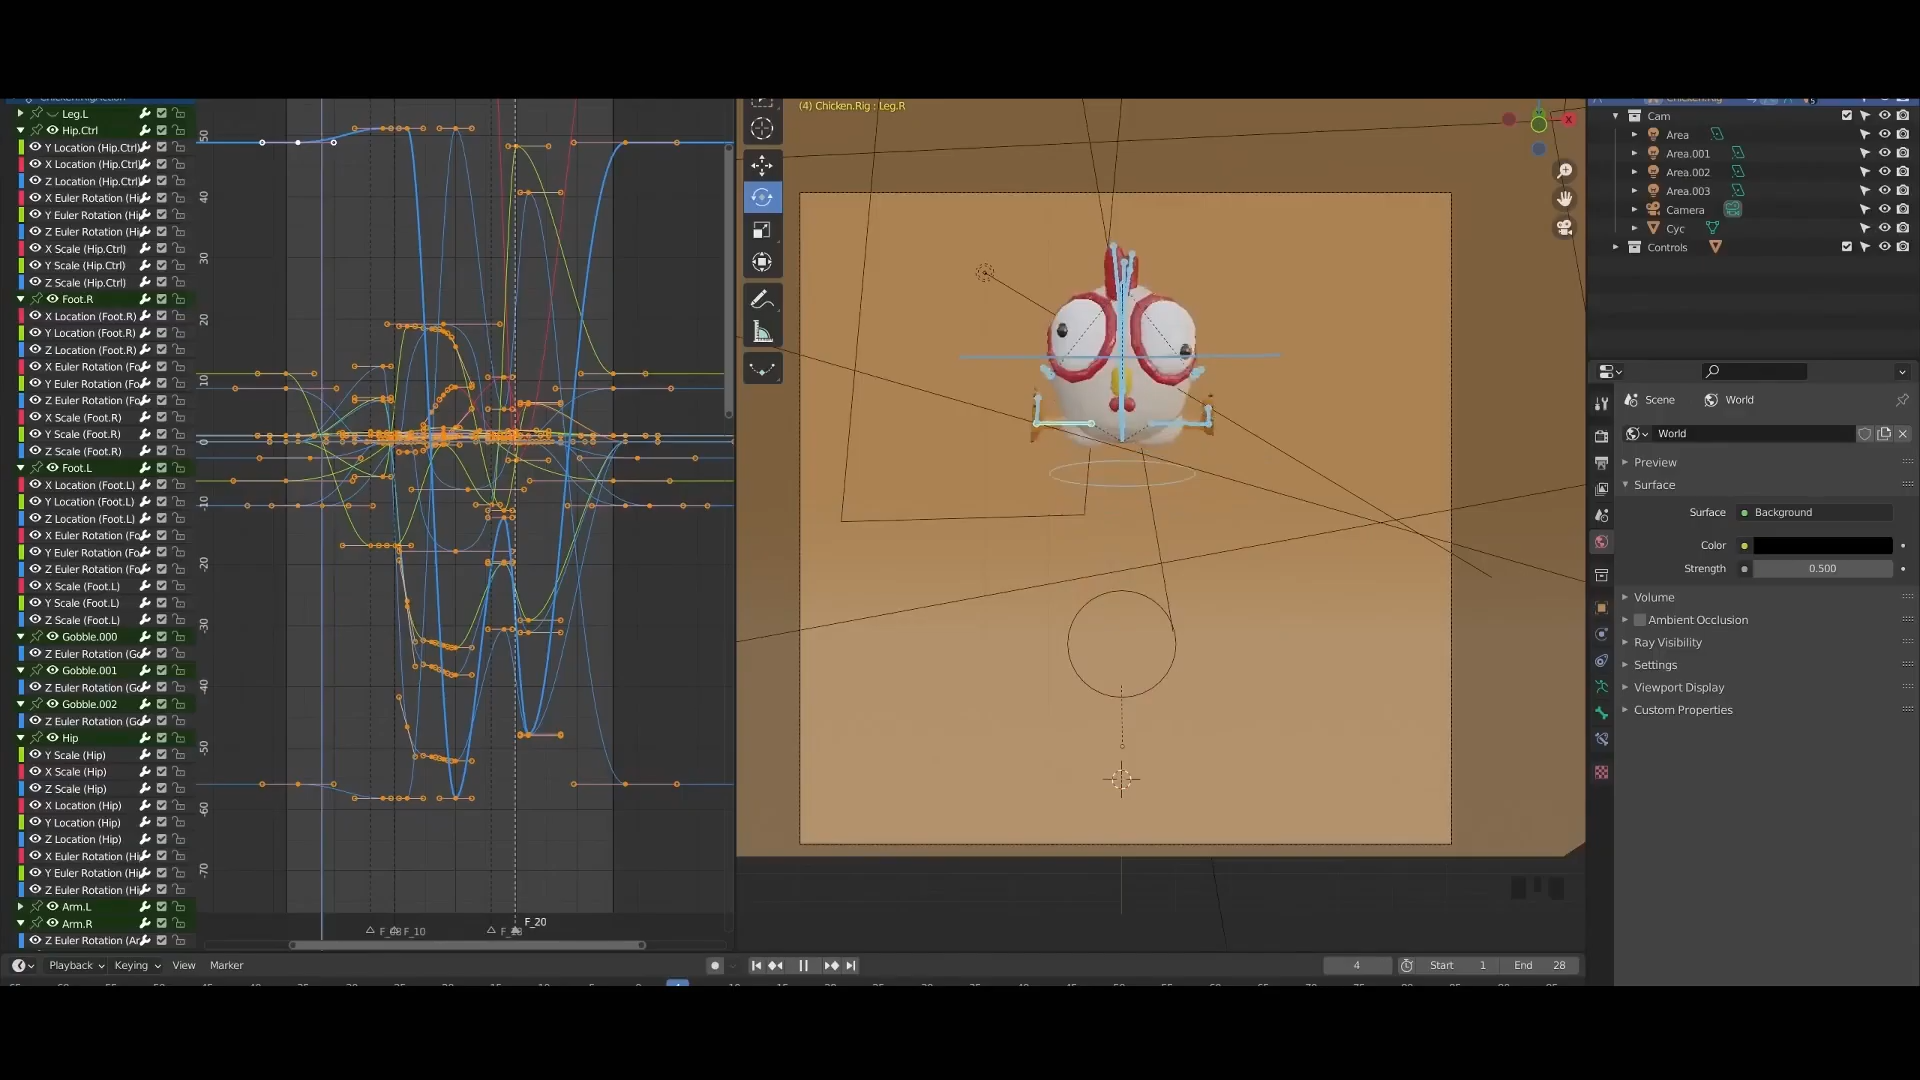 Chicken.RigAction
Leg.L
Hip.Ctrl
Y Location (Hip.Ctrl)
X Location (Hip.Ctrl)
Z Location (Hip.Ctrl)
X Euler Rotation (Hi
Y Euler Rotation (Hi
Z Euler Rotation (Hi
X Scale (Hip.Ctrl)
Y Scale (Hip.Ctrl)
Z Scale (Hip.Ctrl)
Foot.R
X Location (Foot.R)
Y Location (Foot.R)
Z Location (Foot.R)
X Euler Rotation (Fo
Y Euler Rotation (Fo
Z Euler Rotation (Fo
X Scale (Foot.R)
Y Scale (Foot.R)
Z Scale (Foot.R)
Foot.L
X Location (Foot.L)
Y Location (Foot.L)
Z Location (Foot.L)
X Euler Rotation (Fo
Y Euler Rotation (Fo
Z Euler Rotation (Fo
X Scale (Foot.L)
Y Scale (Foot.L)
Z Scale (Foot.L)
Gobble.000
Z Euler Rotation (Go
Gobble.001
Z Euler Rotation (Go
Gobble.002
Z Euler Rotation (Go
Hip
Y Scale (Hip)
X Scale (Hip)
Z Scale (Hip)
X Location (Hip)
Y Location (Hip)
Z Location (Hip)
X Euler Rotation (Hi
Y Euler Rotation (Hi
Z Euler Rotation (Hi
Arm.L
Arm.R
Z Euler Rotation (Ar
50
40
30
20
10
0
-10
-20
-30
-40
-50
-60
-70
F_10
F_20
(4) Chicken.Rig : Leg.R
X
Chicken.Rig
Cam
Area
Area.001
Area.002
Area.003
Camera
Cyc
Controls
Scene World
World
Preview
Surface
Surface Background
Color
Strength 0.500
Volume
Ambient Occlusion
Ray Visibility
Settings
Viewport Display
Custom Properties
Playback Keying View Marker
4 Start 1 End 28